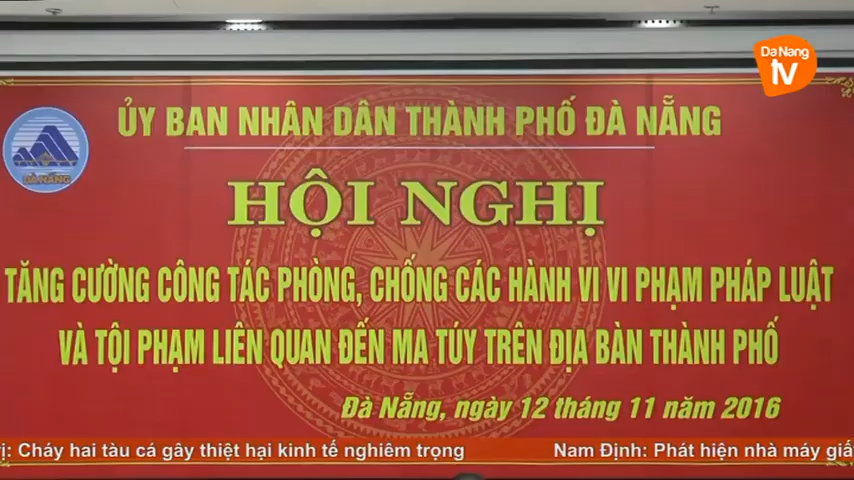 Da Nang
tv
ỦY BAN NHÂN DÂN THÀNH PHỐ ĐÀ NẴNG
ĐÀ NẴNG
HỘI NGHỊ
TĂNG CƯỜNG CÔNG TÁC PHÒNG, CHỐNG CÁC HÀNH VI VI PHẠM PHÁP LUẬT
VÀ TỘI PHẠM LIÊN QUAN ĐẾN MA TÚY TRÊN ĐỊA BÀN THÀNH PHỐ
Đà Nẵng, ngày 12 tháng 11 năm 2016
ị: Cháy hai tàu cá gây thiệt hại kinh tế nghiêm trọng Nam Định: Phát hiện nhà máy giấ